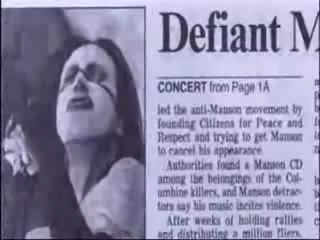 Defiant M
CONCERT from Page 1A
led the anti-Manson movement by
founding Citizens for Peace and
Respect and trying to get Manson
to cancel his appearance.
Authorities found a Manson CD
among the belongings of the Col-
umbine killers, and Manson detrac-
tors say his music incites violence.
After weeks of holding rallies
and distributing a million fliers,